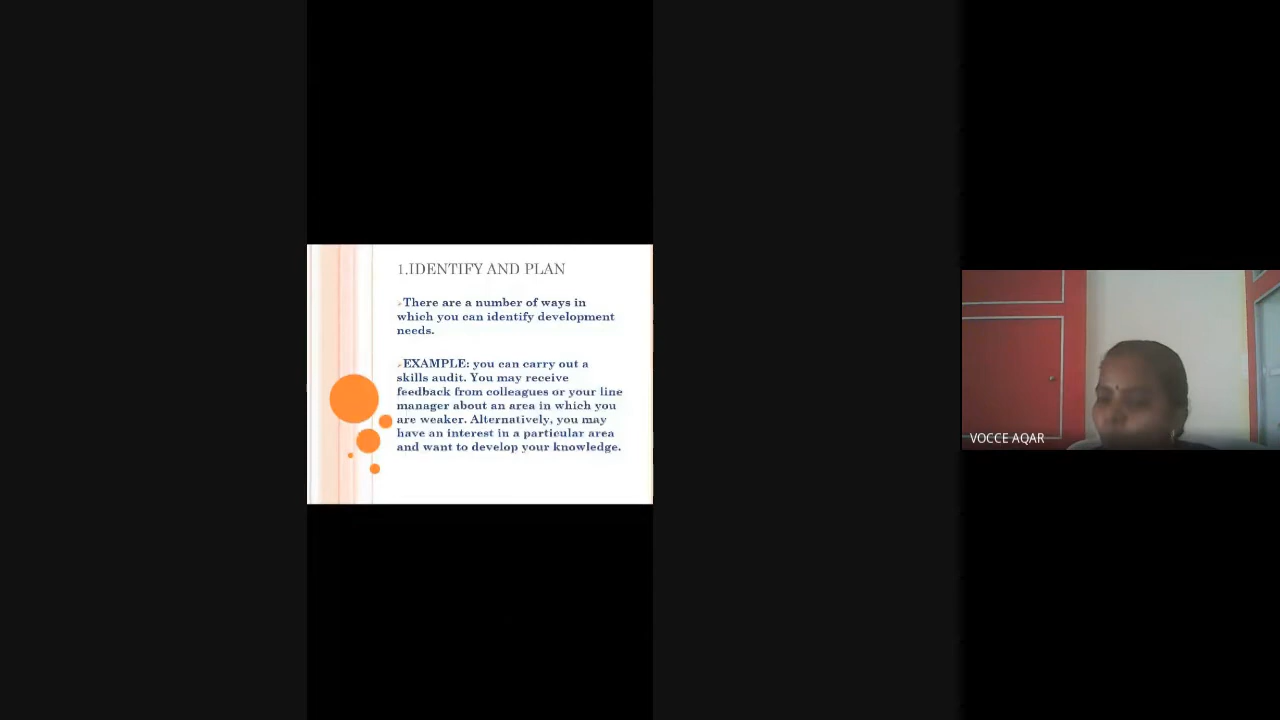 1.IDENTIFY AND PLAN
There are a number of ways in
which you can identify development
needs.
EXAMPLE: you can carry out a
skills audit. You may receive
feedback from colleagues or your line
manager about an area in which you
are weaker. Alternatively, you may
have an interest in a particular area
and want to develop your knowledge.
VOCCE AQAR